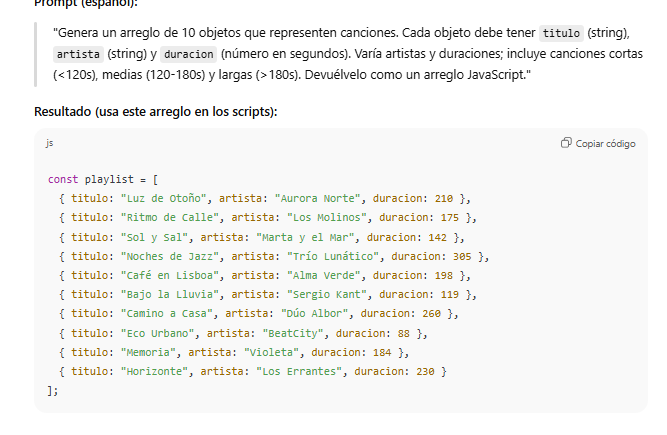 Prompt (español):
"Genera un arreglo de 10 objetos que representen canciones. Cada objeto debe tener titulo (string),
artista (string) y duracion (número en segundos). Varía artistas y duraciones; incluye canciones cortas
(<120s), medias (120-180s) y largas (>180s). Devuélvelo como un arreglo JavaScript."
Resultado (usa este arreglo en los scripts):
js
Copiar código
const playlist = [
{ titulo: "Luz de Otoño", artista: "Aurora Norte", duracion: 210 },
{ titulo: "Ritmo de Calle", artista: "Los Molinos", duracion: 175 },
{ titulo: "Sol y Sal", artista: "Marta y el Mar", duracion: 142 },
{ titulo: "Noches de Jazz", artista: "Trío Lunático", duracion: 305 },
{ titulo: "Café en Lisboa", artista: "Alma Verde", duracion: 198 },
{ titulo: "Bajo la Lluvia", artista: "Sergio Kant", duracion: 119 },
{ titulo: "Camino a Casa", artista: "Dúo Albor", duracion: 260 },
{ titulo: "Eco Urbano", artista: "BeatCity", duracion: 88 },
{ titulo: "Memoria", artista: "Violeta", duracion: 184 },
{ titulo: "Horizonte", artista: "Los Errantes", duracion: 230 }
];